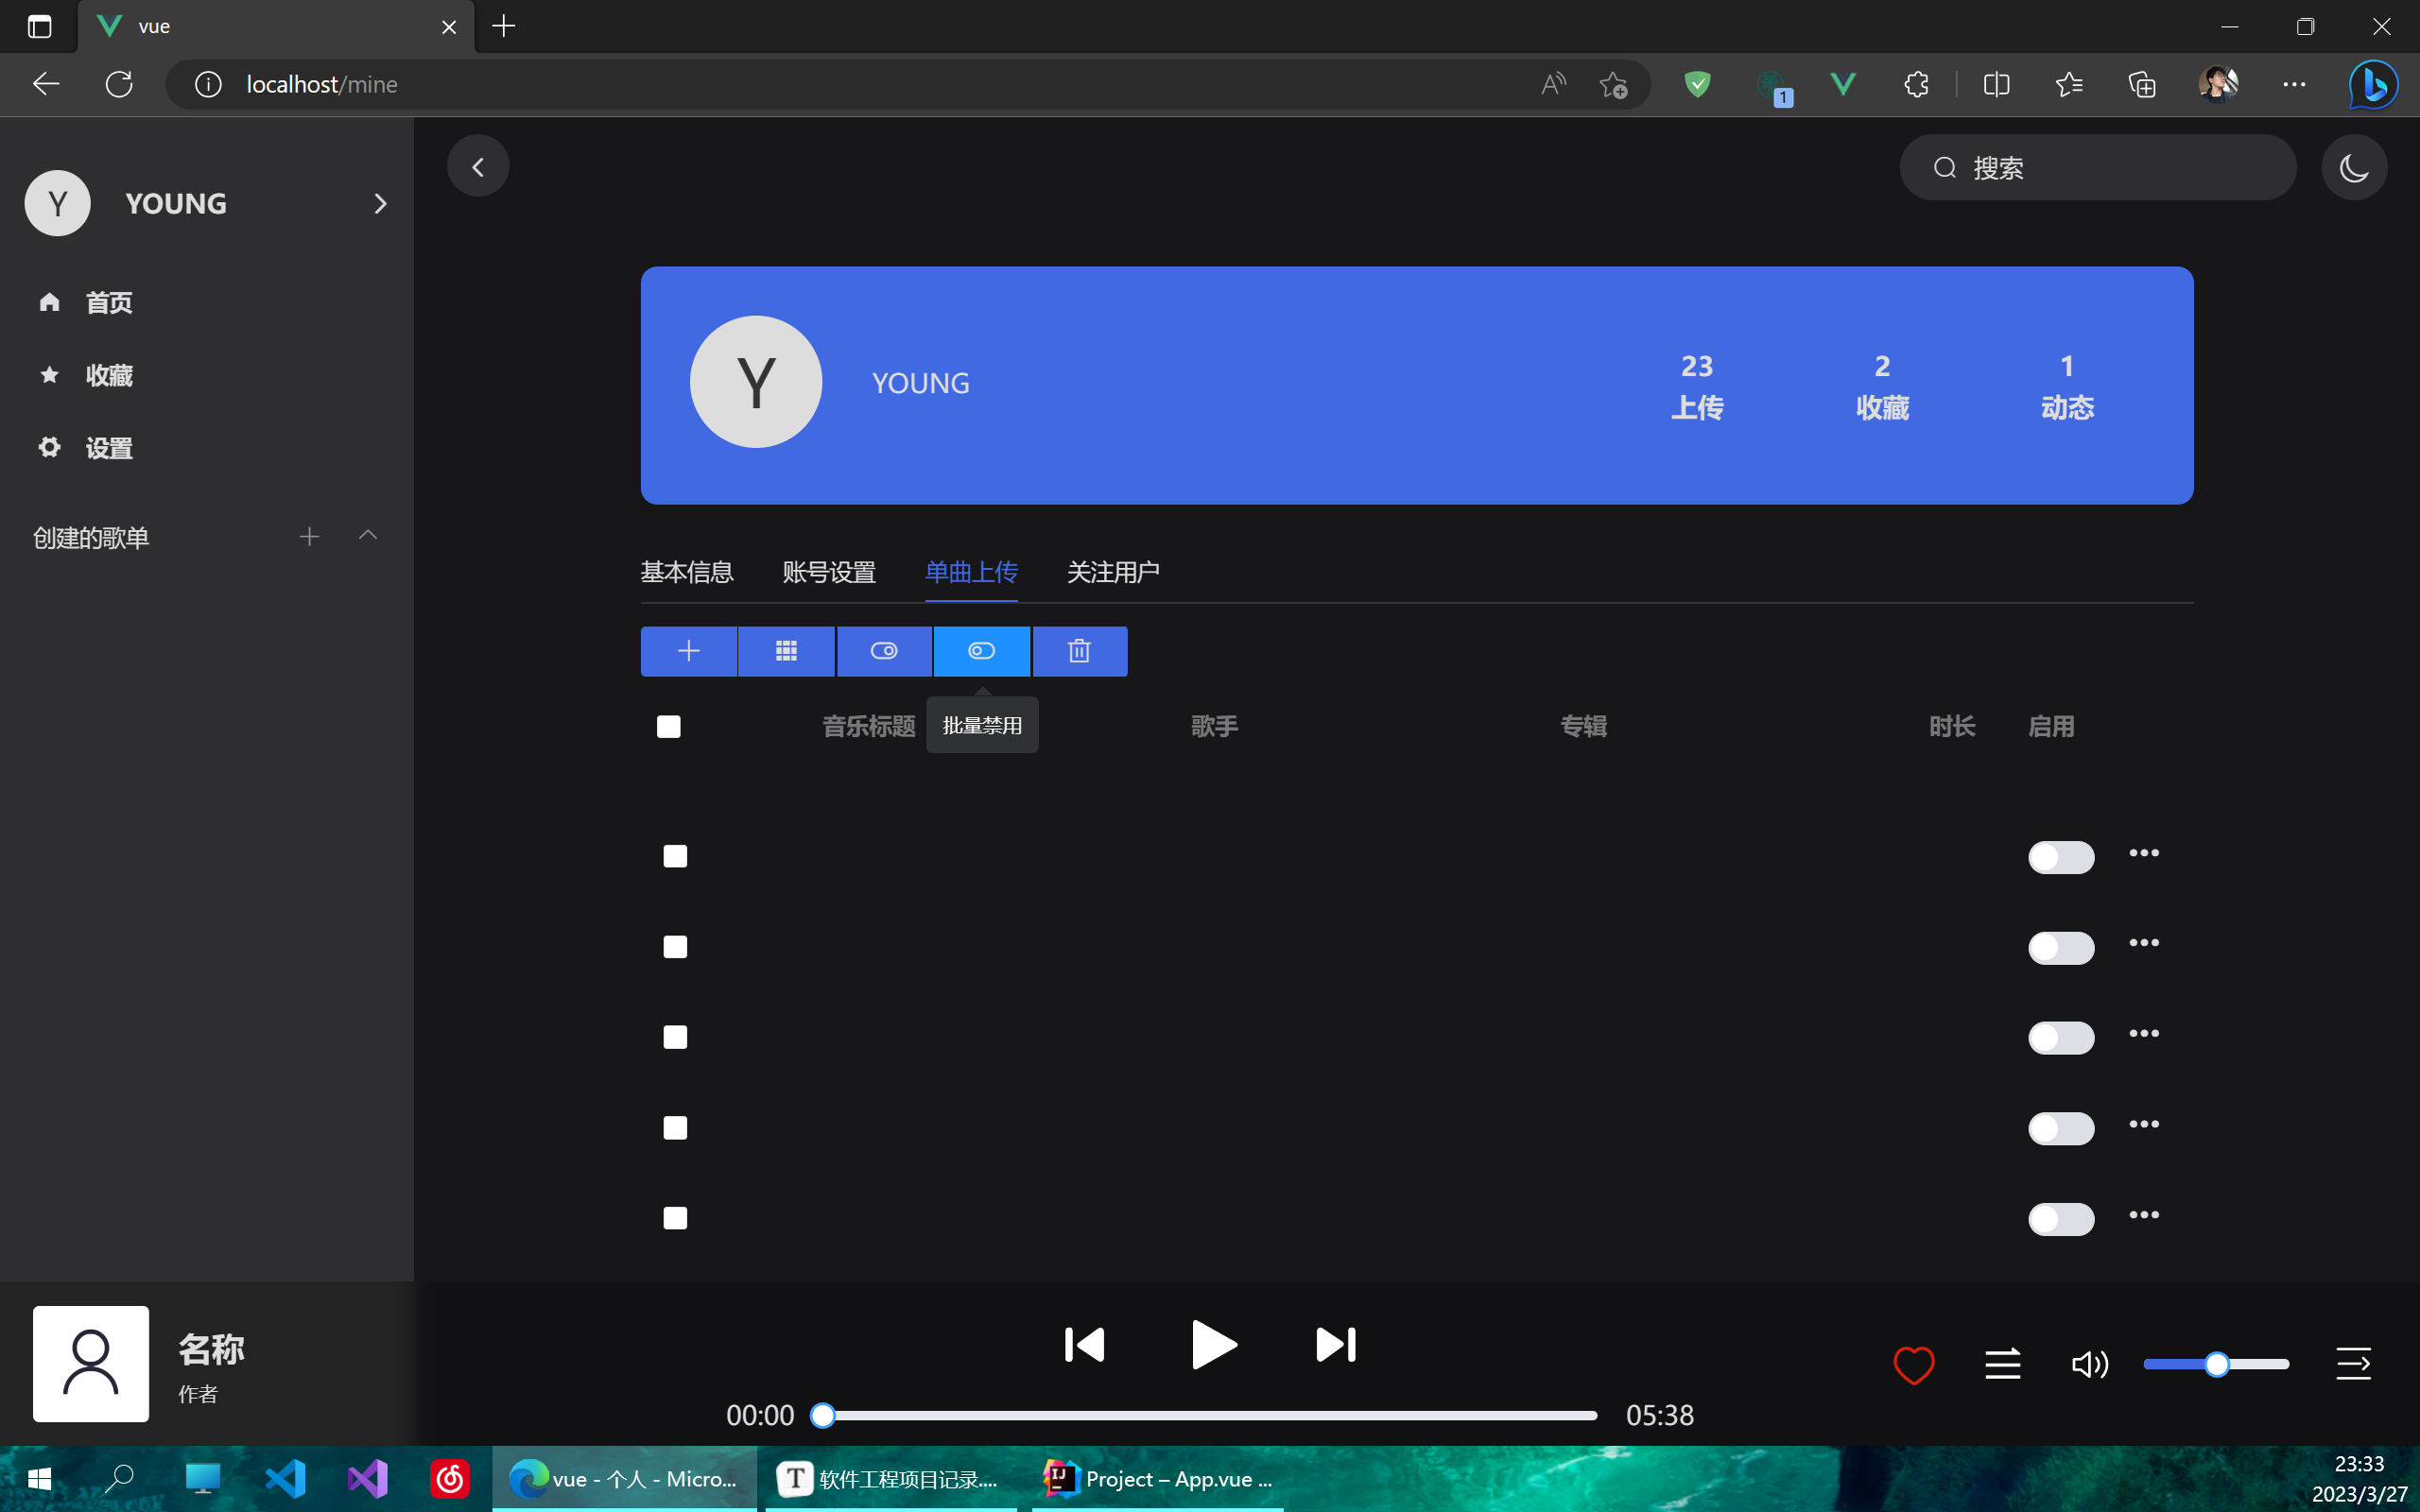 vue
localhost/mine
1
Y
YOUNG
搜索
首页
收藏
设置
创建的歌单
Y
YOUNG
23
上传
2
收藏
1
动态
基本信息
账号设置
单曲上传
关注用户
音乐标题
批量禁用
歌手
专辑
时长
启用
名称
作者
00:00
05:38
vue - 个人 - Micro...
T
软件工程项目记录....
IJ
Project – App.vue ...
23:33
2023/3/27